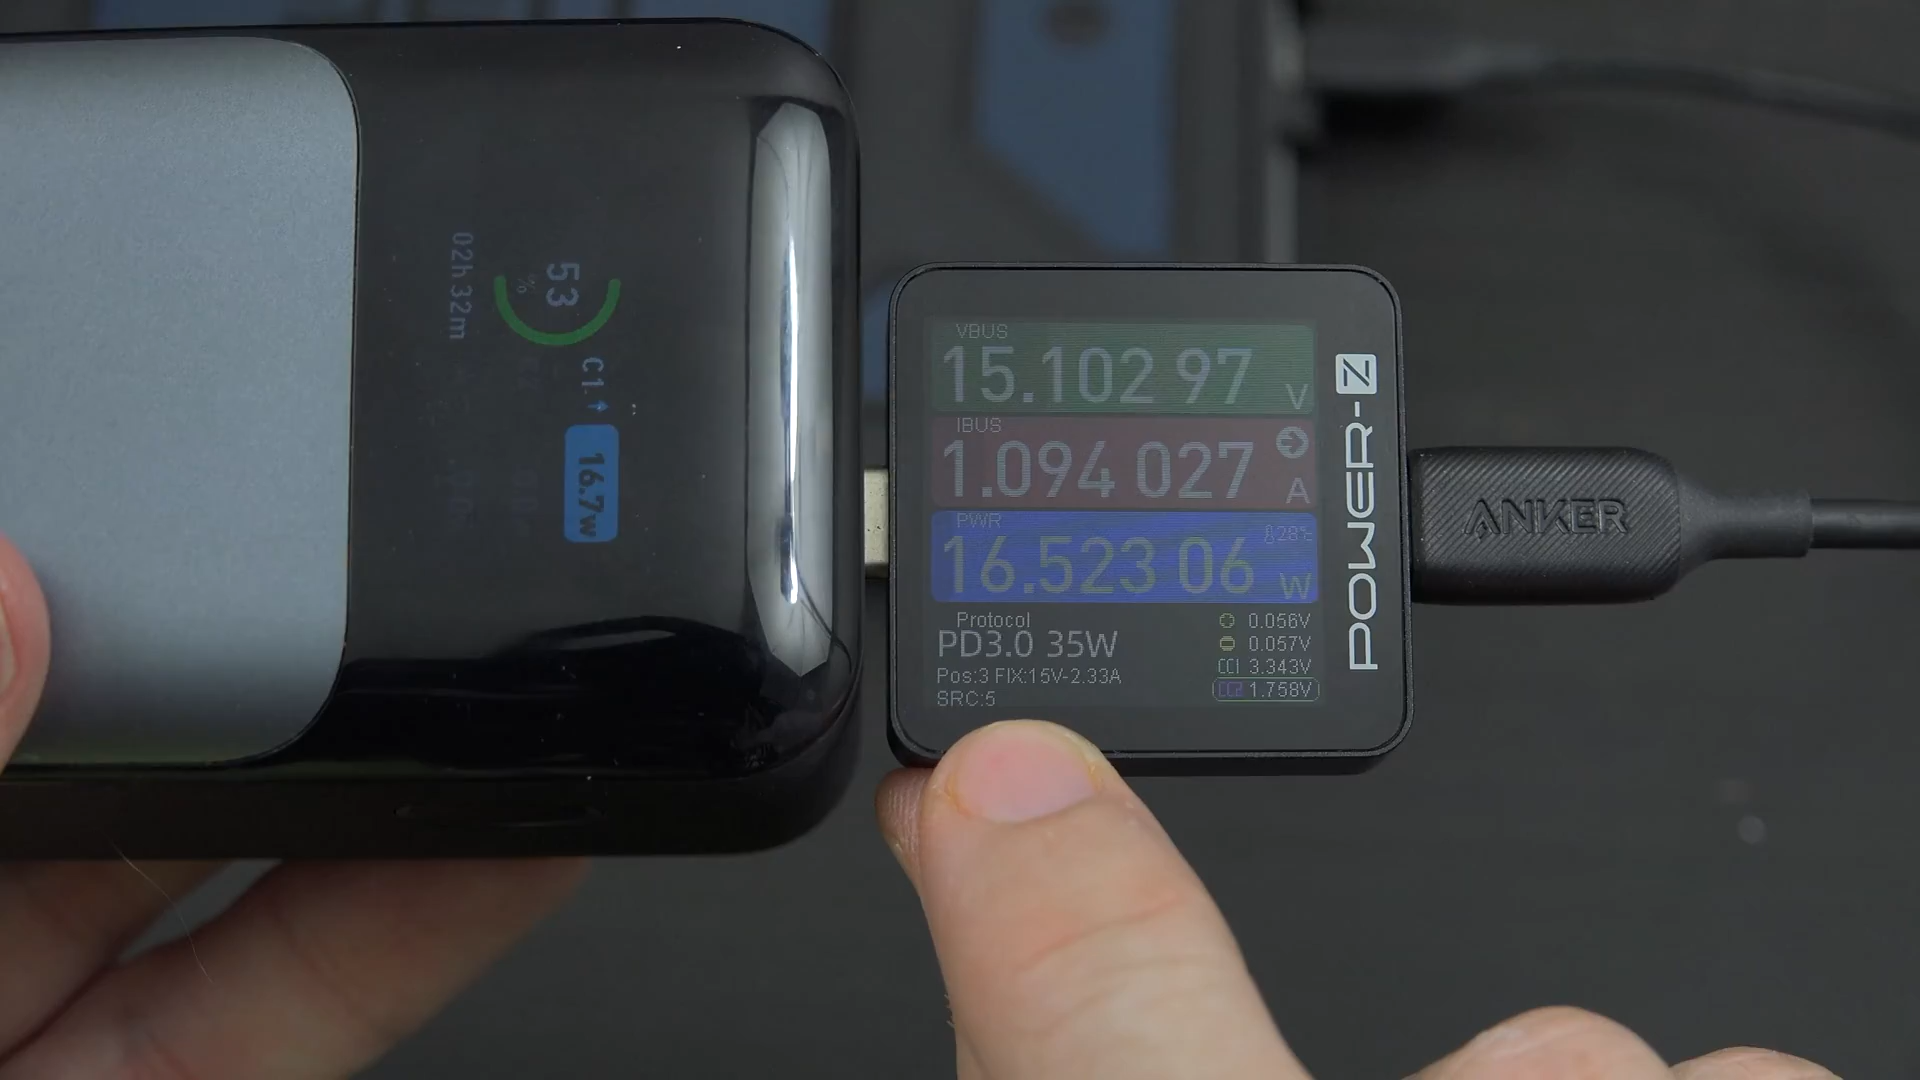 53
%
02h32m
C1
16.7w
VBUS
15.102 97
V
IBUS
1.094 027
A
PWR
28℃
16.523 06
W
Protocol
PD3.0 35W
Pos:3 FIX:15V-2.33A
SRC:5
0.056V
0.057V
CC1 3.343V
CC2 1.758V
POWER-Z
ANKER